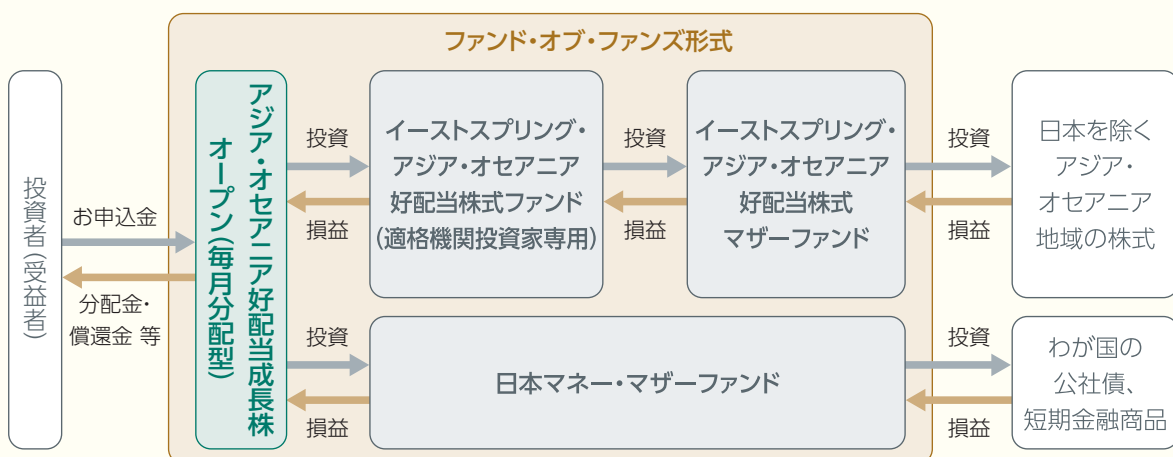 ファンド・オブ・ファンズ形式
投資者(受益者)
お申込金
分配金・
償還金 等
アジア・オセアニア好配当成長株
オープン(毎月分配型)
投資
損益
イーストスプリング・
アジア・オセアニア
好配当株式ファンド
(適格機関投資家専用)
投資
損益
イーストスプリング・
アジア・オセアニア
好配当株式
マザーファンド
投資
損益
日本を除く
アジア・
オセアニア
地域の株式
投資
損益
日本マネー・マザーファンド
投資
損益
わが国の
公社債、
短期金融商品